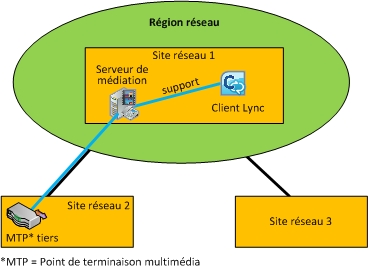 Région réseau
Site réseau 1
Serveur de
médiation
support
Client Lync
Site réseau 2
MTP* tiers
Site réseau 3
*MTP = Point de terminaison multimédia